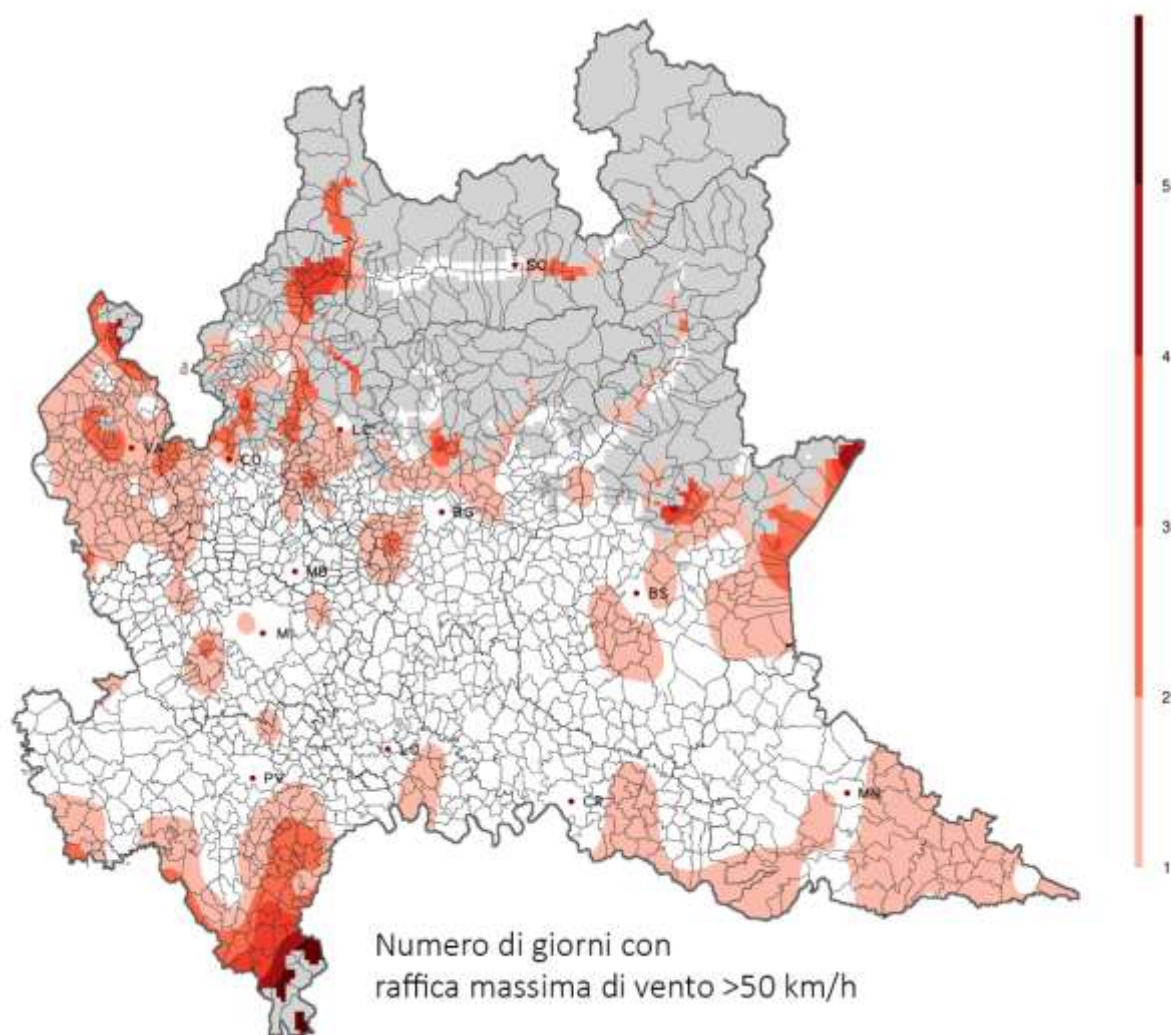 5
SO
4
LC
VA
CO
BG
3
MB
BS
MI
2
LO
PV
MN
CR
1
Numero di giorni con
raffica massima di vento >50 km/h